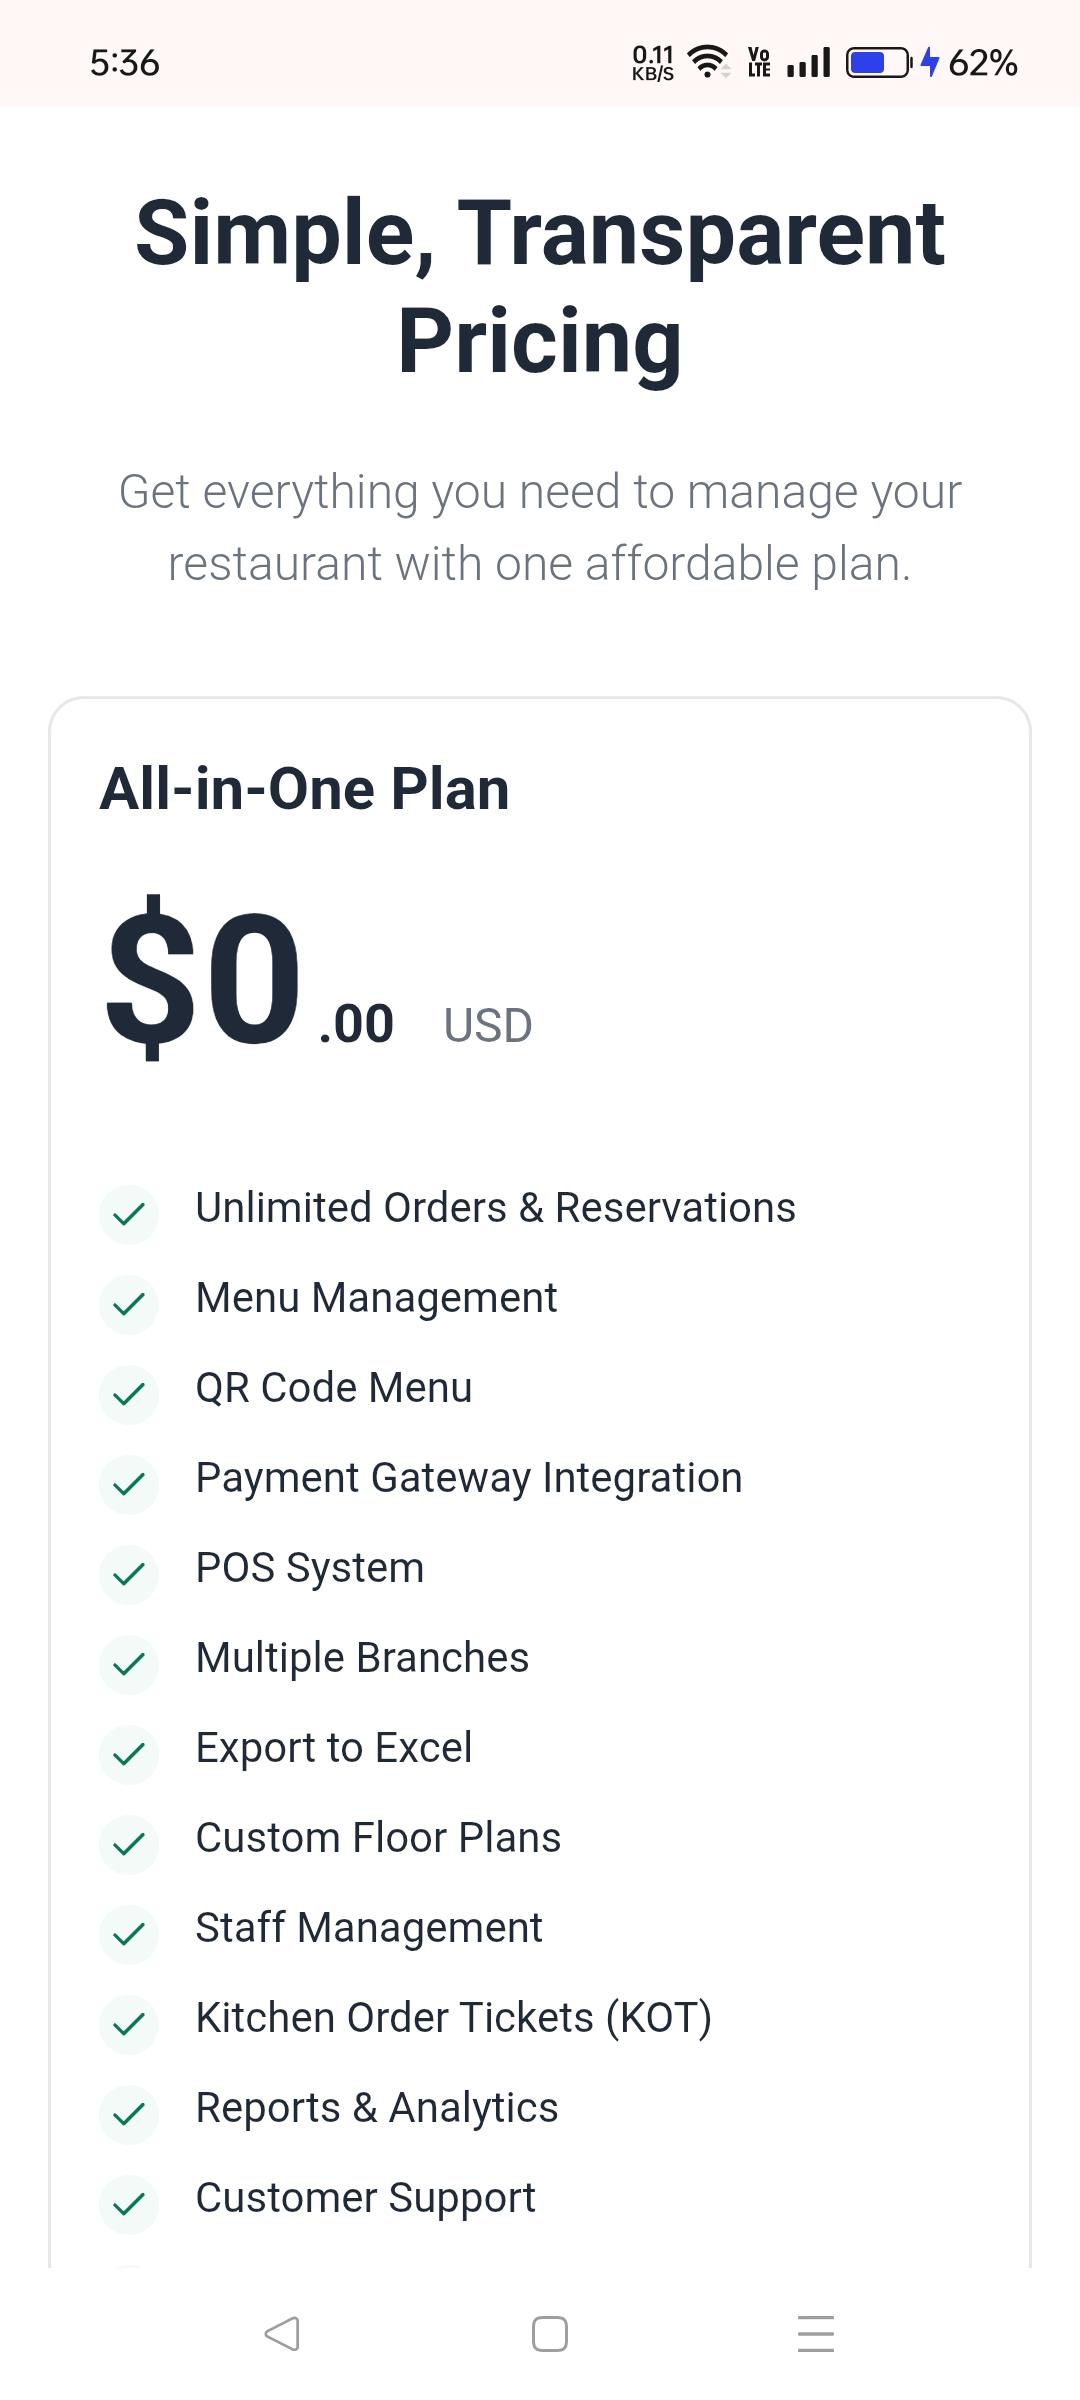 5:36
0.11
KB/S
Vo
LTE
62%
Simple, Transparent
Pricing
Get everything you need to manage your
restaurant with one affordable plan.
All-in-One Plan
$0.00 USD
Unlimited Orders & Reservations
Menu Management
QR Code Menu
Payment Gateway Integration
POS System
Multiple Branches
Export to Excel
Custom Floor Plans
Staff Management
Kitchen Order Tickets (KOT)
Reports & Analytics
Customer Support